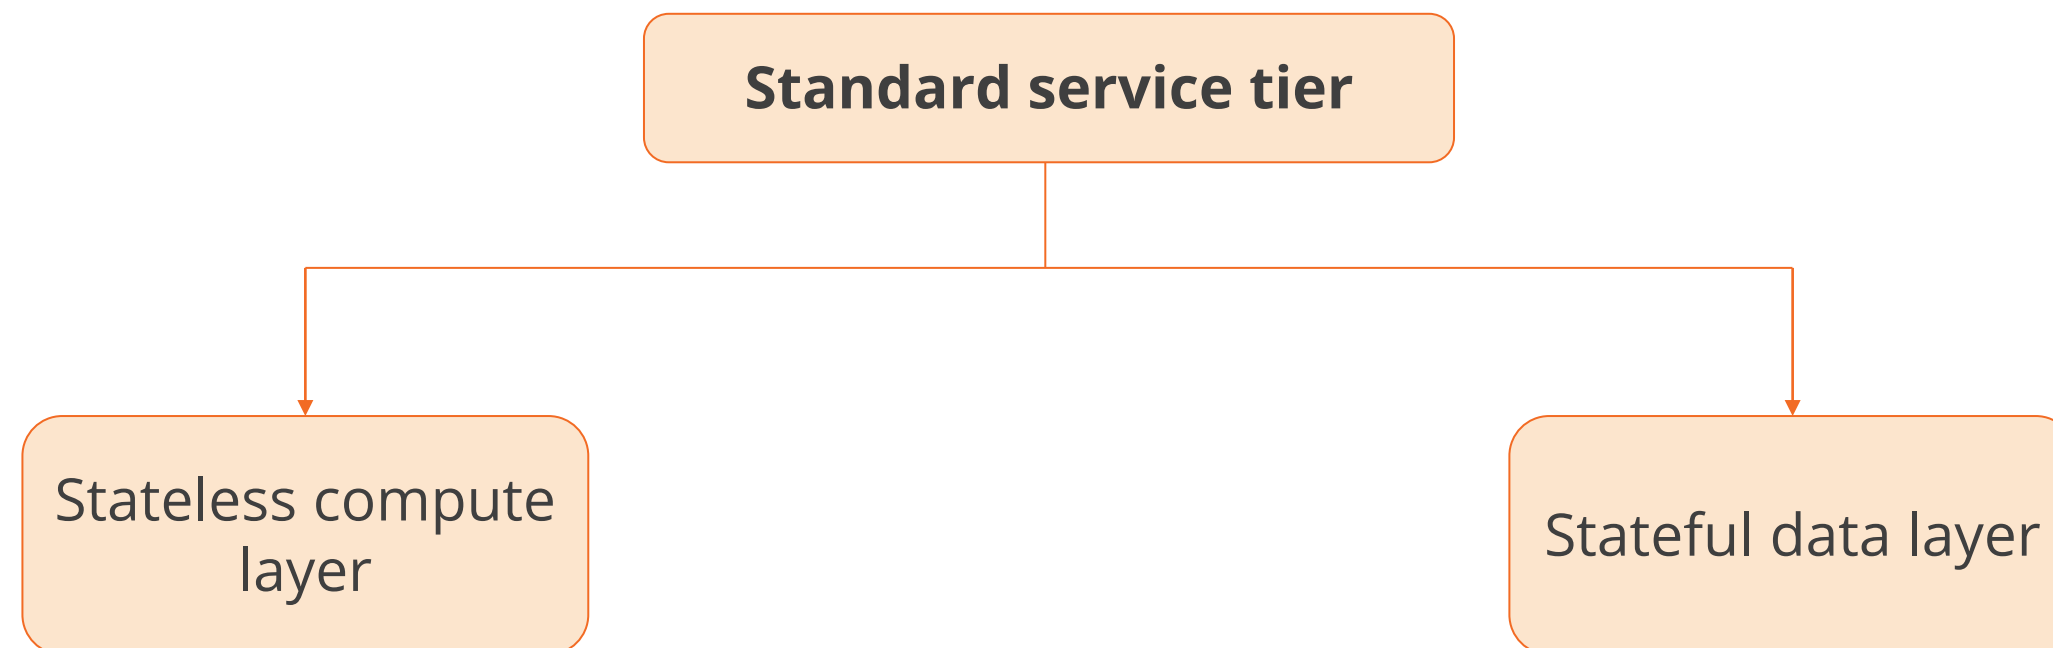 Standard service tier
Stateless compute
layer
Stateful data layer